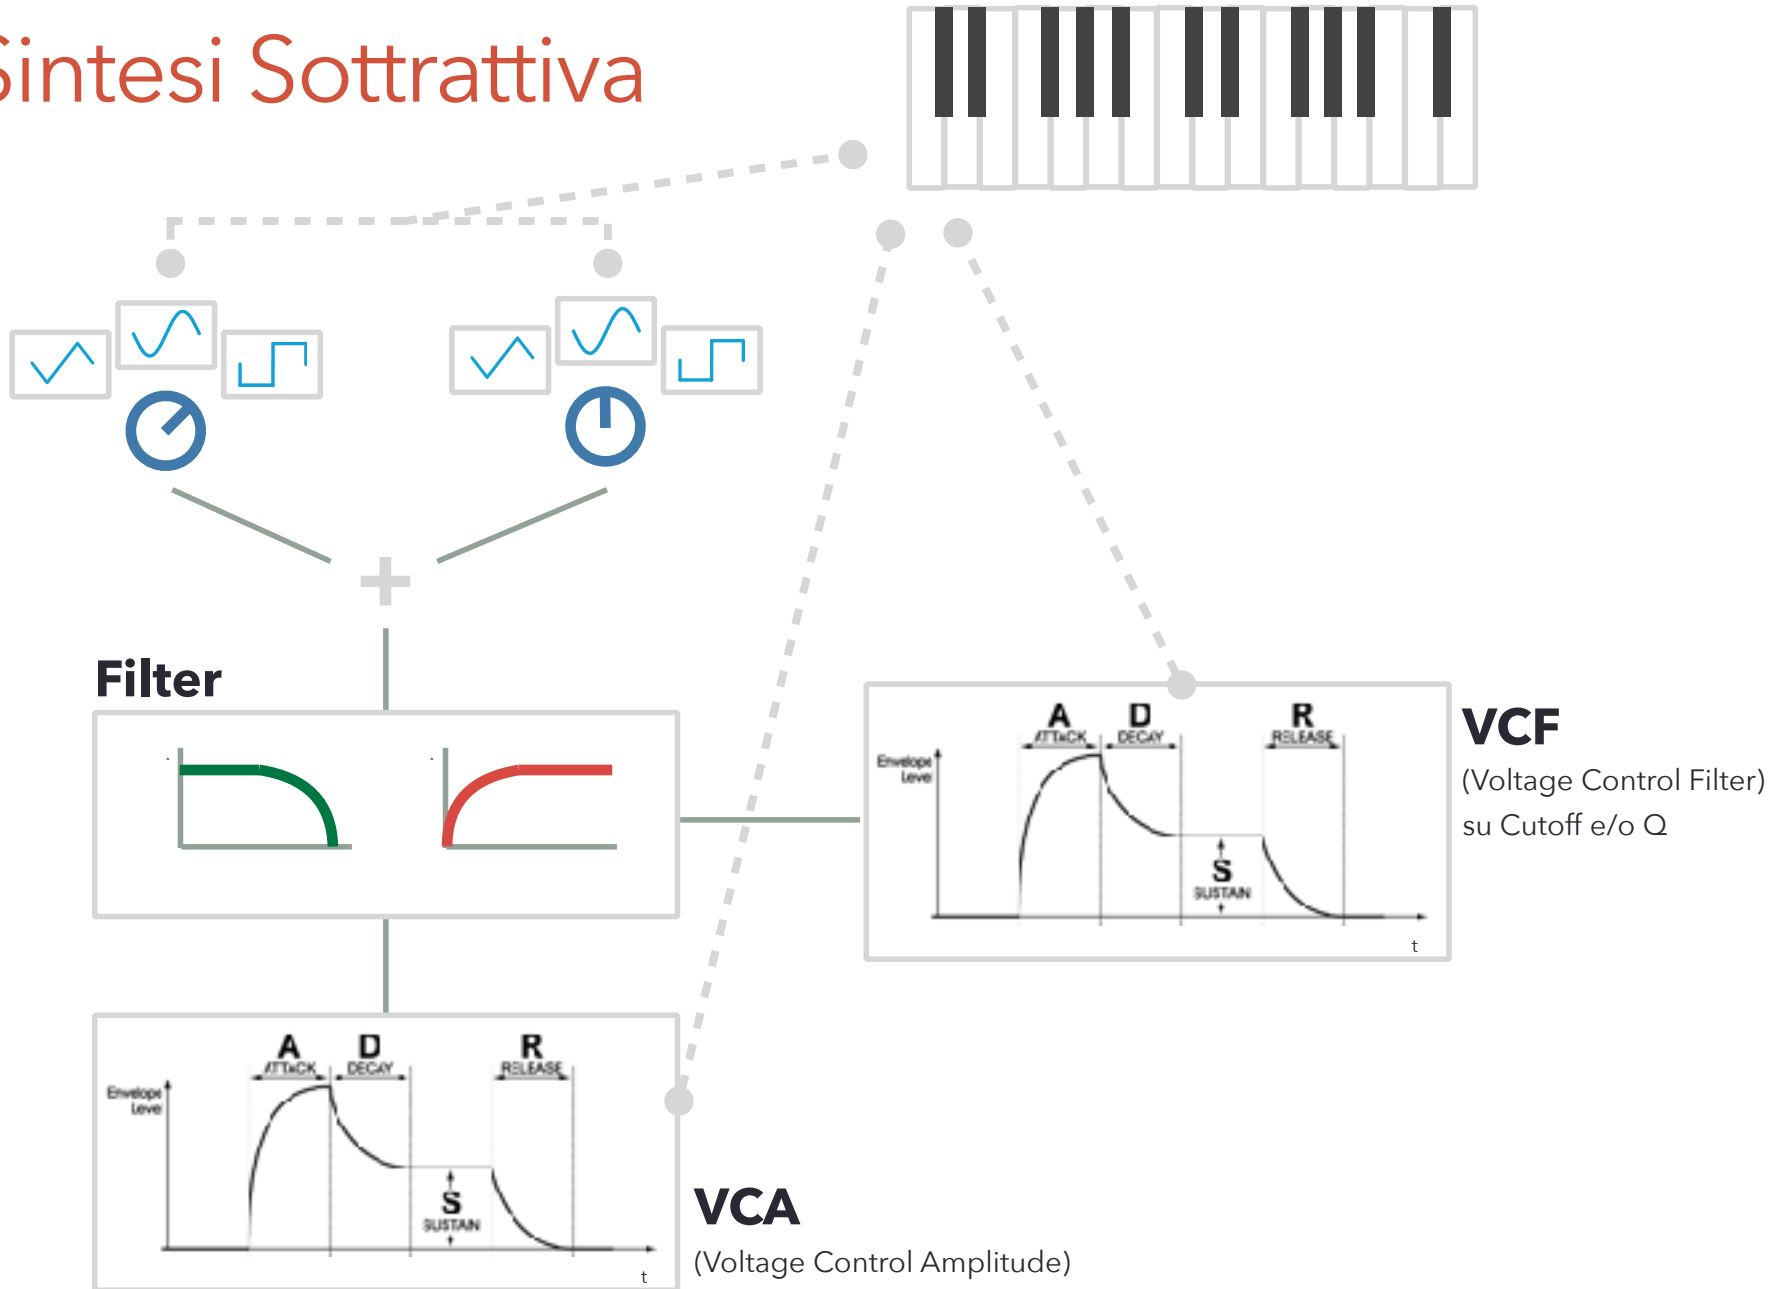 Sintesi Sottrattiva
Filter
A
ATTACK
D
DECAY
R
RELEASE
Envelope
Level
S
SUSTAIN
t
VCF
(Voltage Control Filter)
su Cutoff e/o Q
A
ATTACK
D
DECAY
R
RELEASE
Envelope
Level
S
SUSTAIN
t
VCA
(Voltage Control Amplitude)